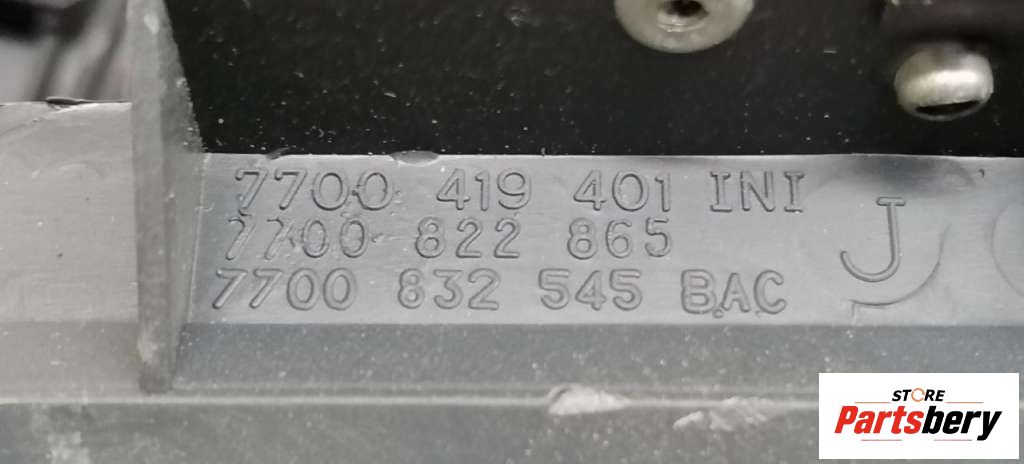 7700 419 401 INI
7700 822 865
7700 832 545 BAC
J
STORE
Partsbery